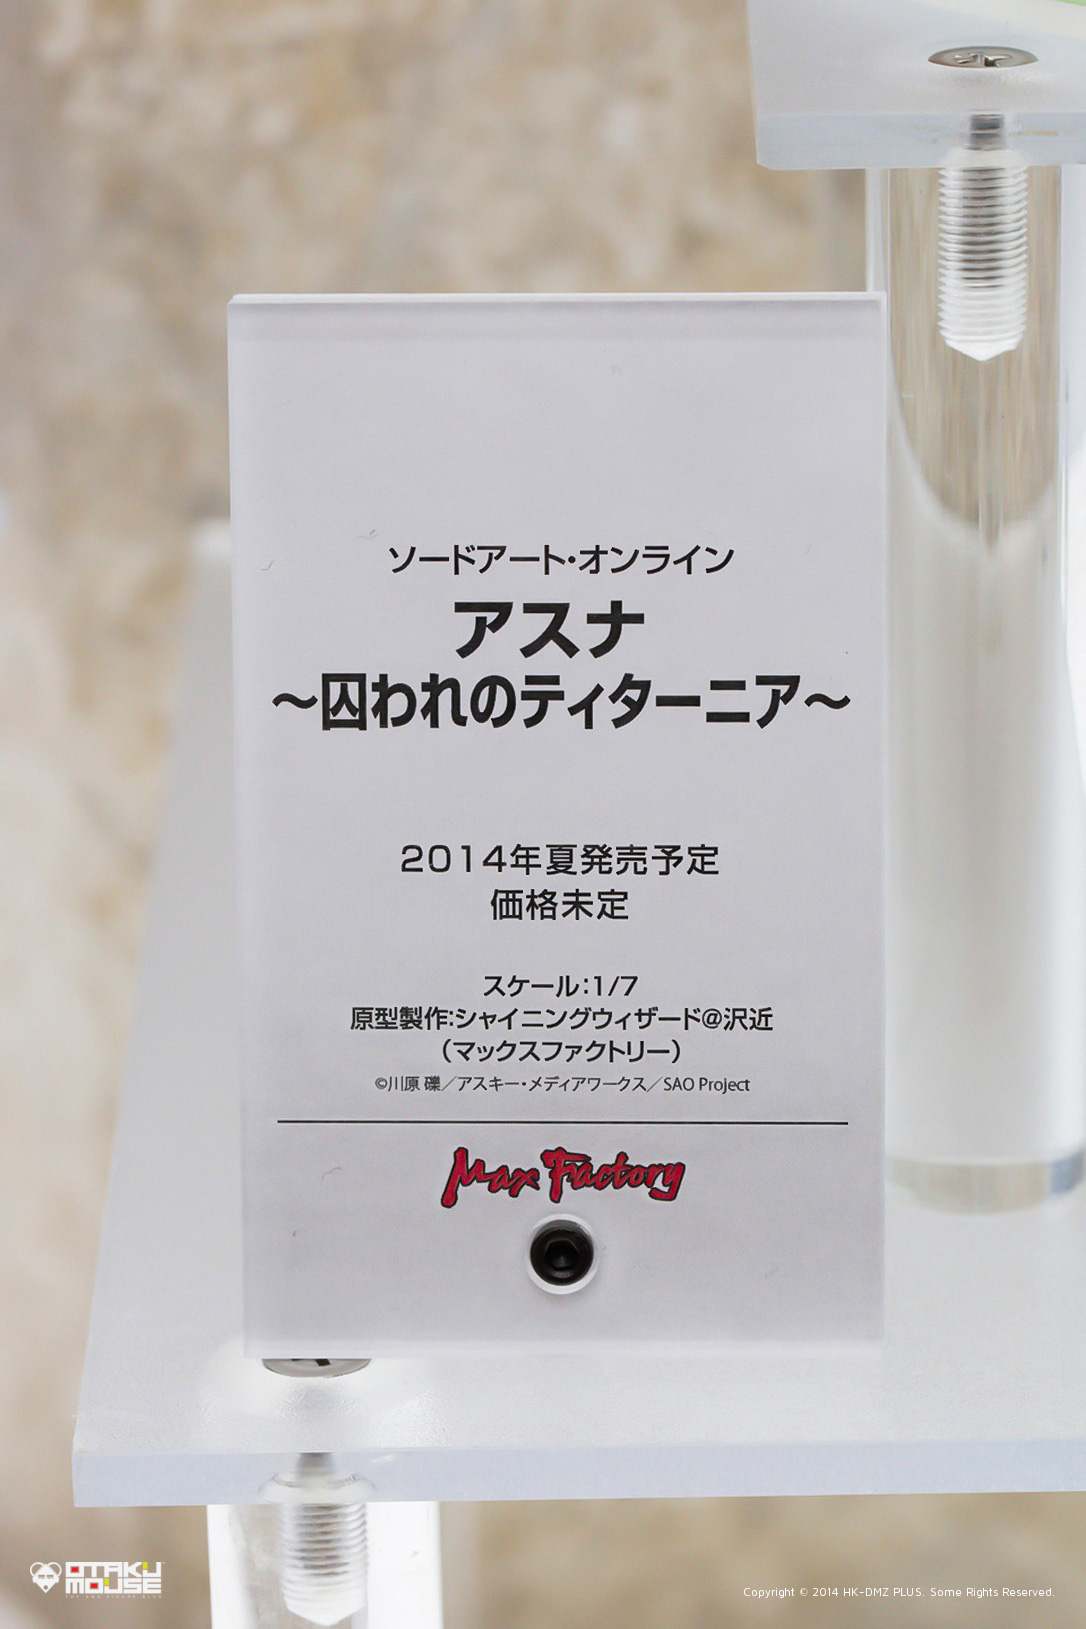 ソードアート・オンライン
アスナ
～囚われのティターニア～
2014年夏発売予定
価格未定
スケール：1/7
原型製作：シャイニングウィザード@沢近
（マックスファクトリー）
©川原 礫／アスキー・メディアワークス／SAO Project
Max Factory
OTAKU
MOUSE
Copyright © 2014 HK-DMZ PLUS. Some Rights Reserved.